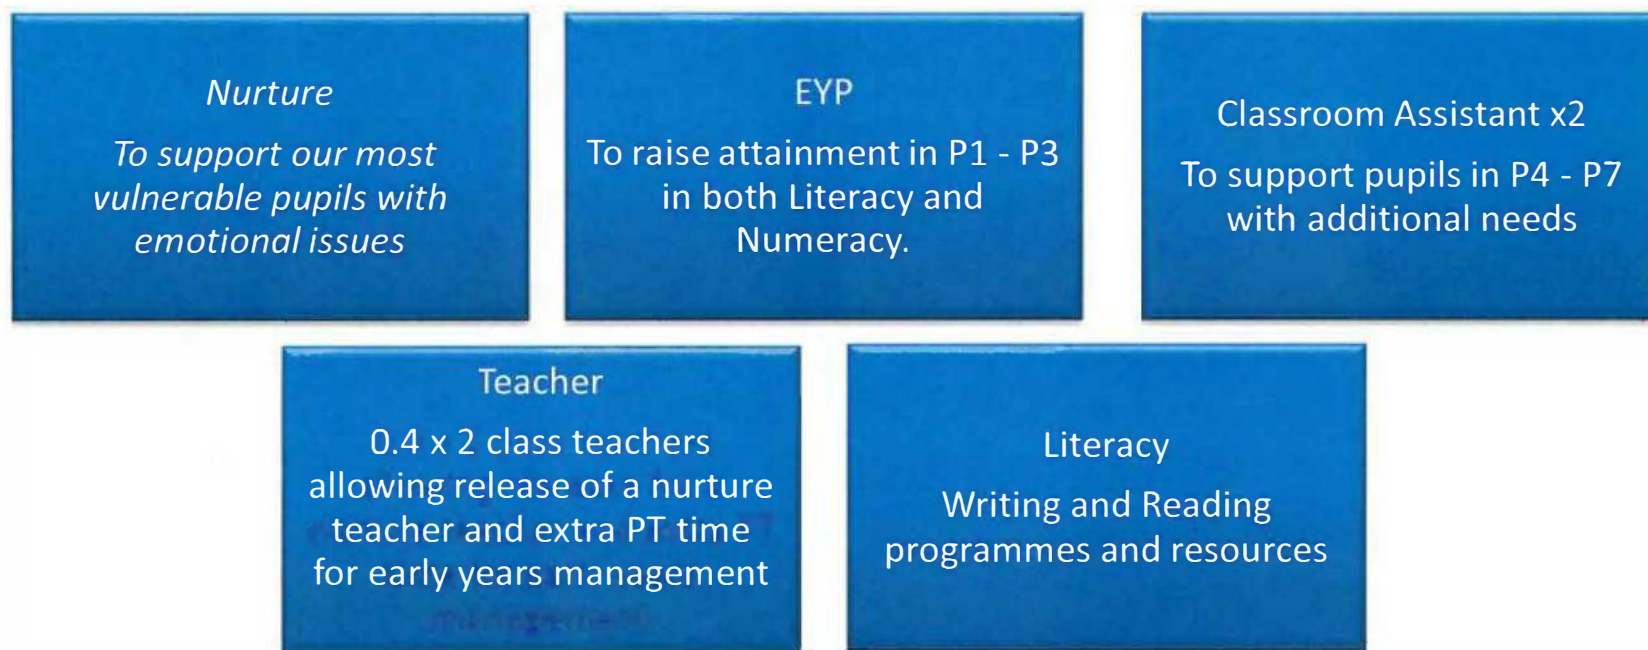 Nurture
To support our most
vulnerable pupils with
emotional issues
EYP
To raise attainment in P1 - P3
in both Literacy and
Numeracy.
Classroom Assistant x2
To support pupils in P4 - P7
with additional needs
Teacher
0.4 x 2 class teachers
allowing release of a nurture
teacher and extra PT time
for early years management
Literacy
Writing and Reading
programmes and resources